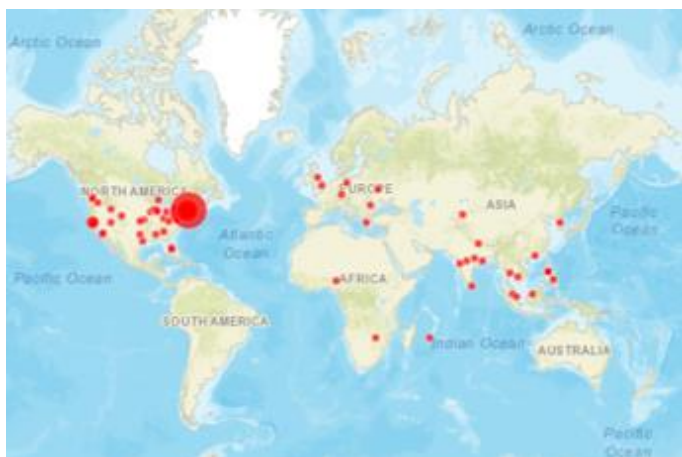 Arctic Ocean
Arctic Ocean
NORTH AMERICA
EUROPE
ASIA
Pacific
Ocean
Atlantic
Ocean
Pacific Ocean
AFRICA
SOUTH AMERICA
Indian Ocean
AUSTRALIA
Pacific
Ocean